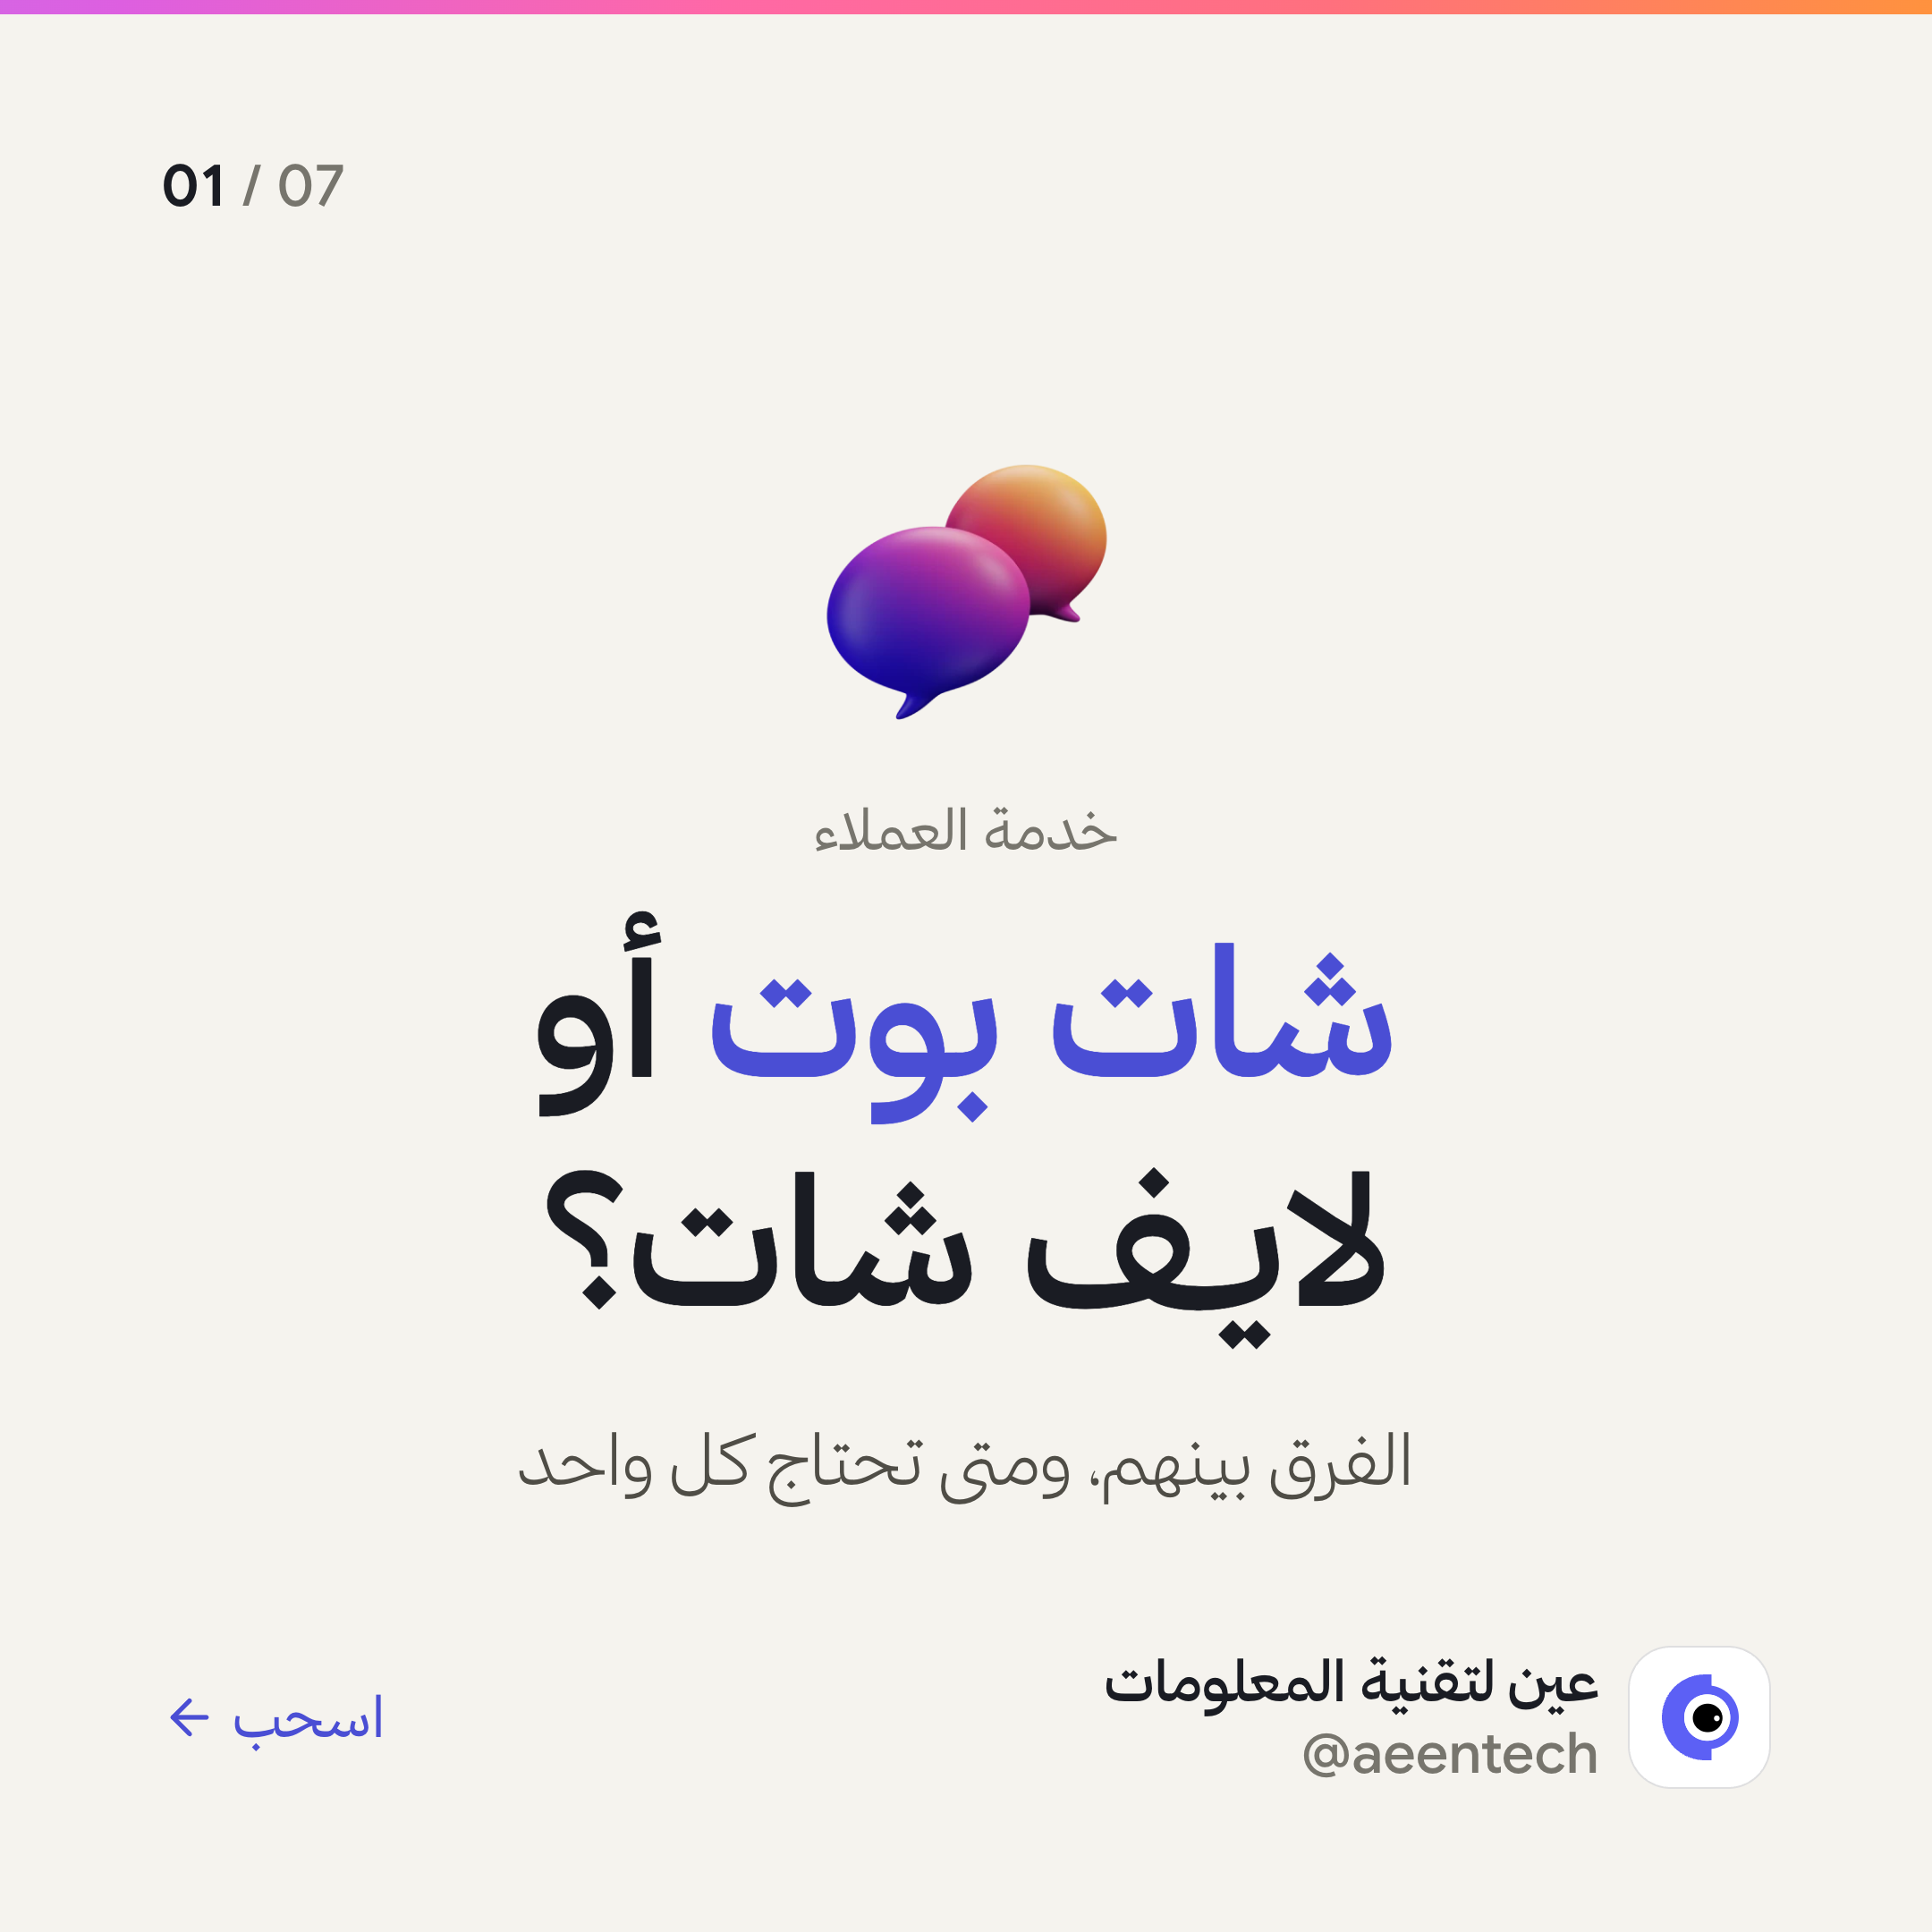 01 / 07
خدمة العملاء
شات بوت أو
لايف شات؟
الفرق بينهم، ومتى تحتاج كل واحد
عين لتقنية المعلومات
@aeentech
اسحب ←